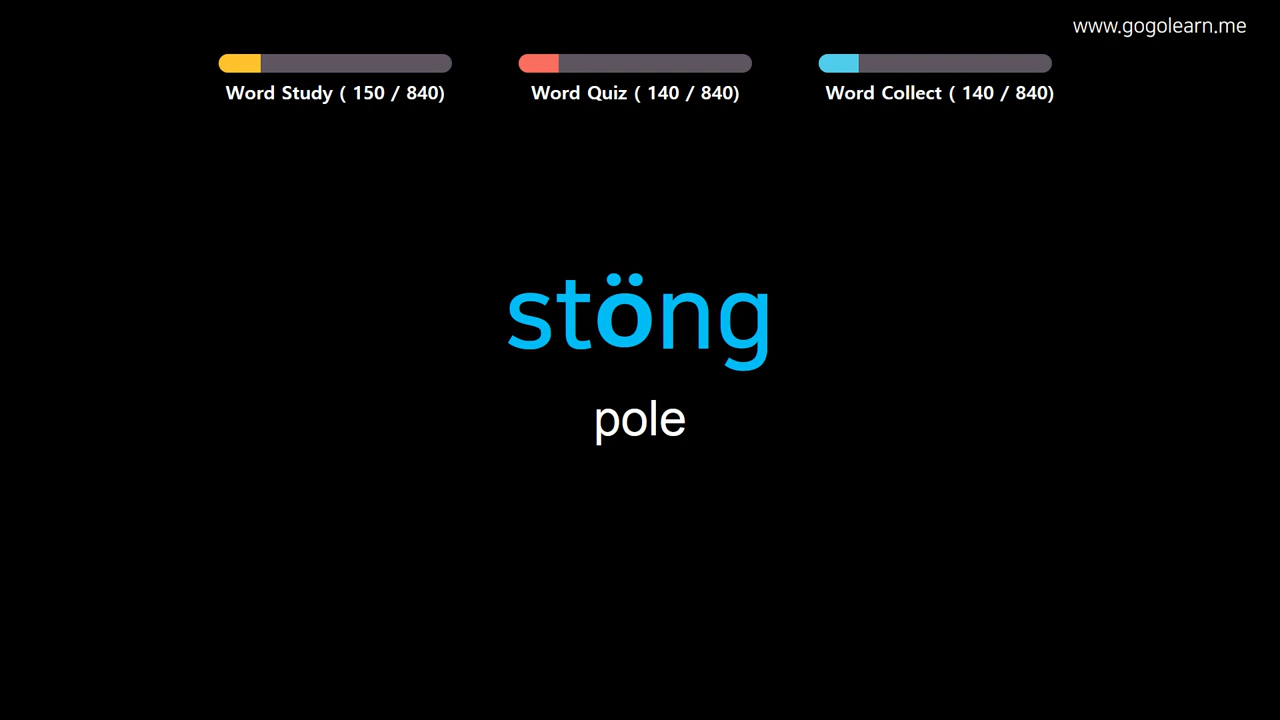 www.gogolearn.me
Word Study ( 150 / 840)
Word Quiz ( 140 / 840)
Word Collect ( 140 / 840)
stöng
pole